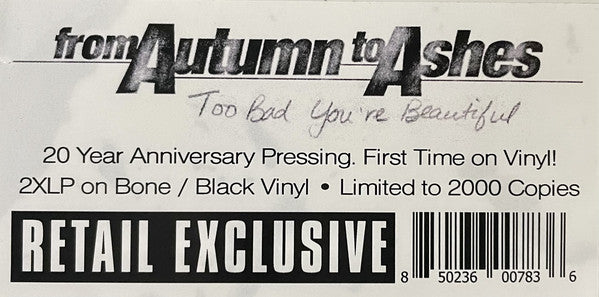 from Autumn to Ashes
Too Bad You're Beautiful
20 Year Anniversary Pressing. First Time on Vinyl!
2XLP on Bone / Black Vinyl • Limited to 2000 Copies
RETAIL EXCLUSIVE
8 50236 00783 6